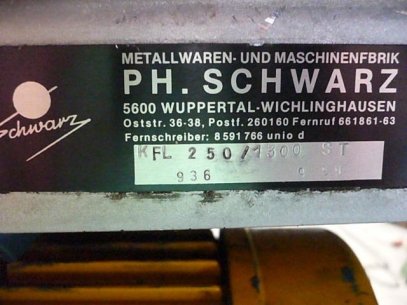 METALLWAREN- UND MASCHINENFBRIK
PH. SCHWARZ
5600 WUPPERTAL-WICHLINGHAUSEN
Oststr. 36-38, Postf. 260160 Fernruf 661861-63
Fernschreiber: 8591766 unio d
Schwarz
KFL 250/1300 ST
936